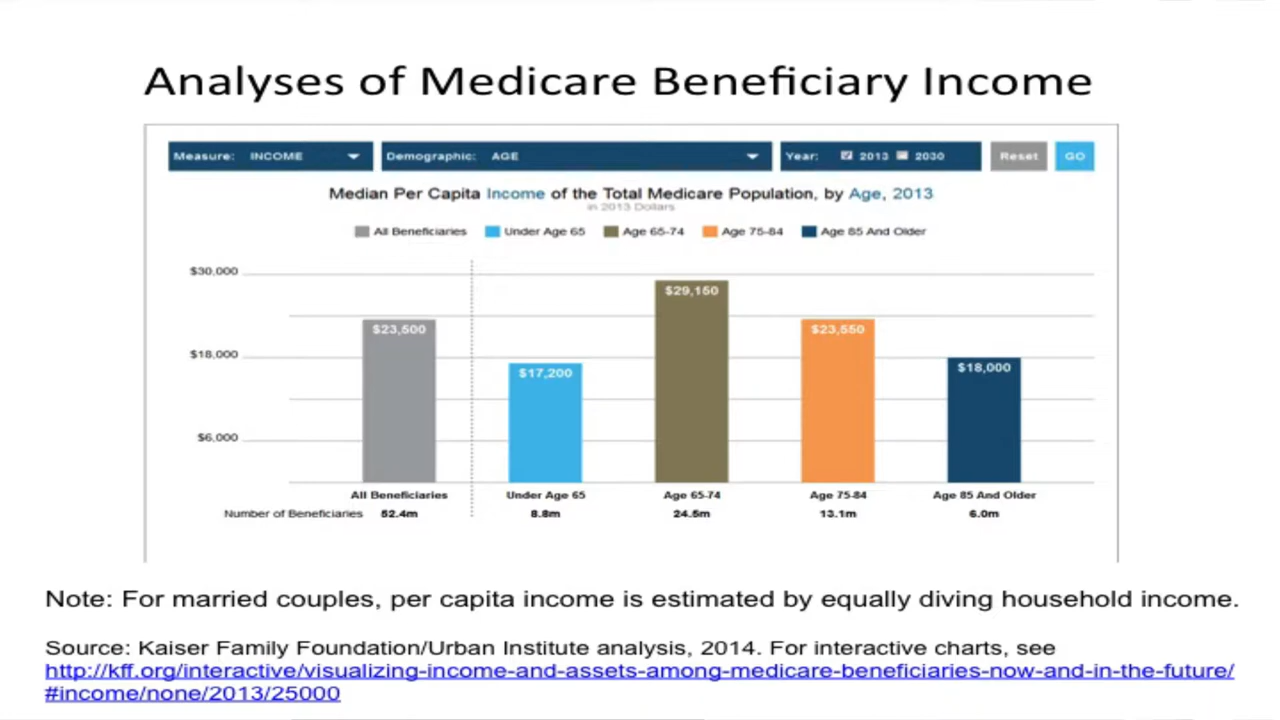 Analyses of Medicare Beneficiary Income
Measure: INCOME Demographic: AGE Year: 2013 2030 Reset GO
Median Per Capita Income of the Total Medicare Population, by Age, 2013
in 2013 Dollars
All Beneficiaries Under Age 65 Age 65-74 Age 75-84 Age 85 And Older
$30,000
$29,150
$23,500 $23,550
$18,000
$17,200 $18,000
$6,000
All Beneficiaries Under Age 65 Age 65-74 Age 75-84 Age 85 And Older
Number of Beneficiaries 52.4m 8.8m 24.5m 13.1m 6.0m
Note: For married couples, per capita income is estimated by equally diving household income.
Source: Kaiser Family Foundation/Urban Institute analysis, 2014. For interactive charts, see
http://kff.org/interactive/visualizing-income-and-assets-among-medicare-beneficiaries-now-and-in-the-future/
#income/none/2013/25000